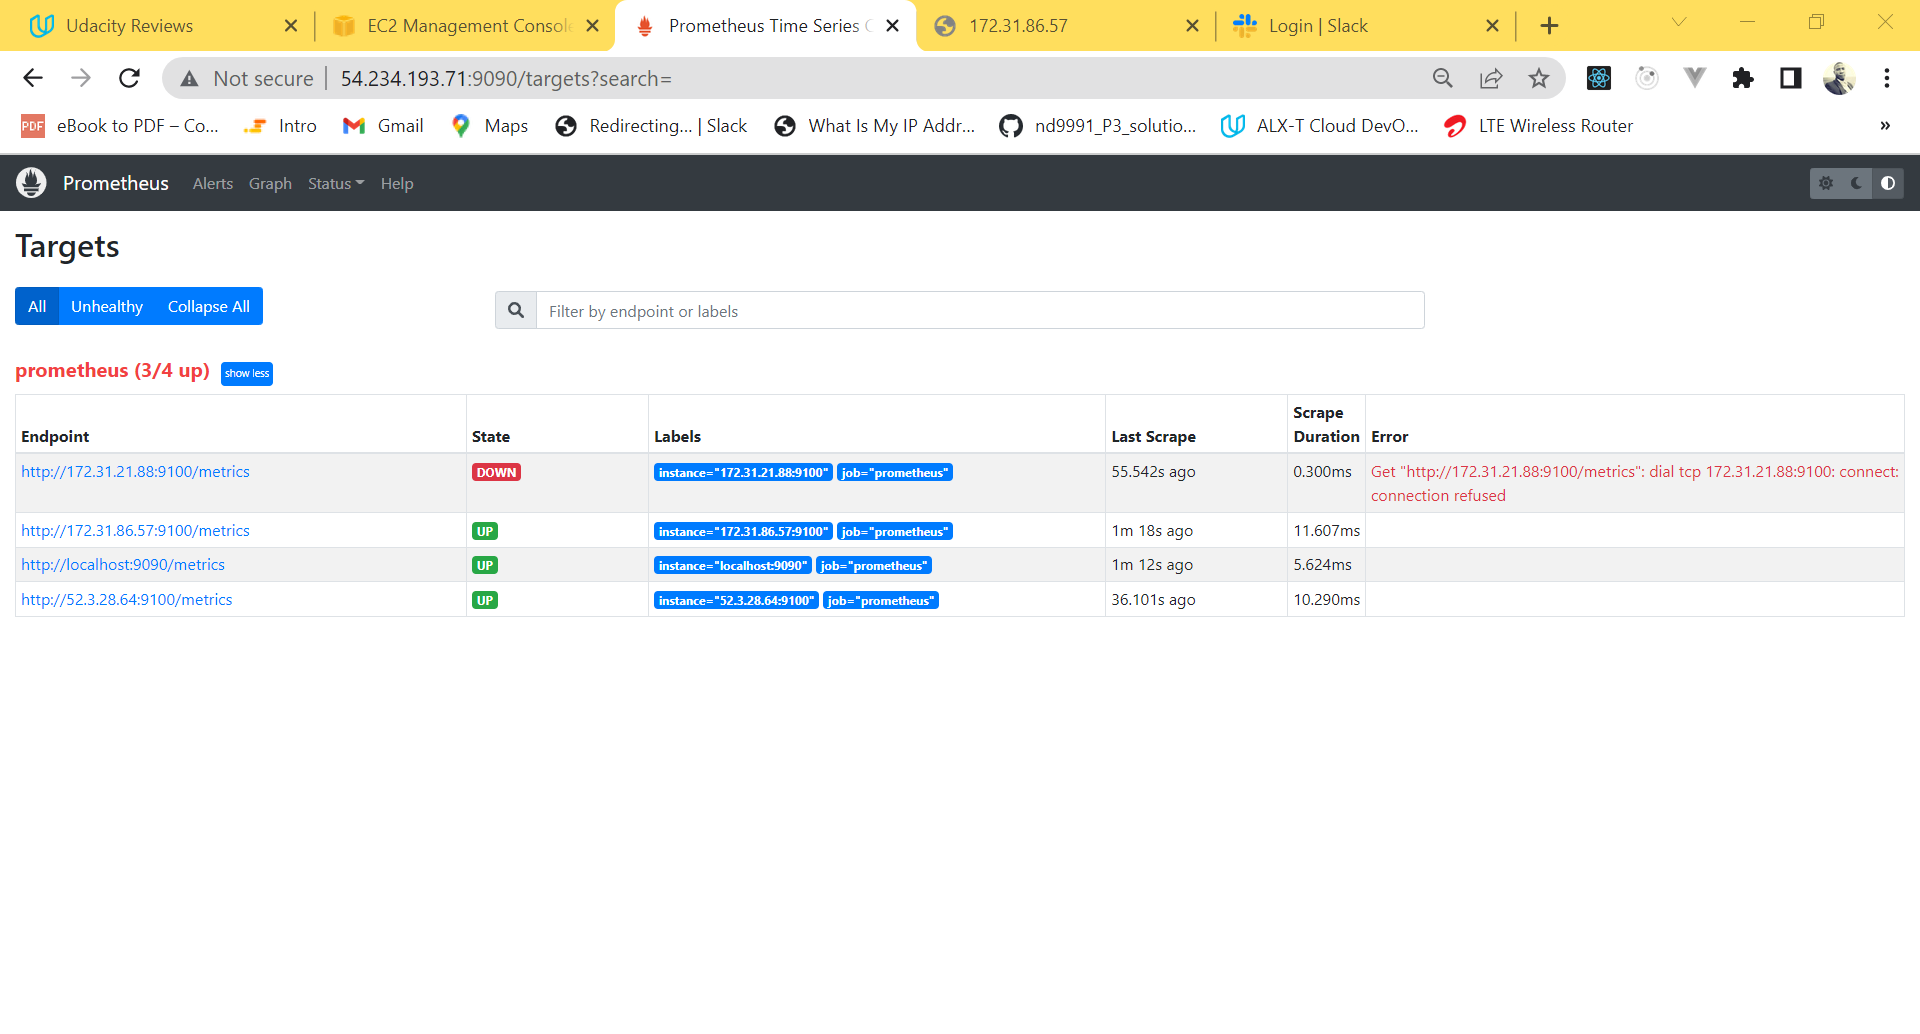 Udacity Reviews
EC2 Management Console
Prometheus Time Series C
172.31.86.57
Login | Slack
Not secure
54.234.193.71:9090/targets?search=
PDF
eBook to PDF – Co...
Intro
Gmail
Maps
Redirecting... | Slack
What Is My IP Addr...
nd9991_P3_solutio...
ALX-T Cloud DevO...
LTE Wireless Router
»
Prometheus Alerts Graph Status Help
Targets
All Unhealthy Collapse All
Filter by endpoint or labels
prometheus (3/4 up) show less
Endpoint State Labels Last Scrape Scrape Duration Error
http://172.31.21.88:9100/metrics DOWN instance="172.31.21.88:9100" job="prometheus" 55.542s ago 0.300ms Get "http://172.31.21.88:9100/metrics": dial tcp 172.31.21.88:9100: connect:
connection refused
http://172.31.86.57:9100/metrics UP instance="172.31.86.57:9100" job="prometheus" 1m 18s ago 11.607ms
http://localhost:9090/metrics UP instance="localhost:9090" job="prometheus" 1m 12s ago 5.624ms
http://52.3.28.64:9100/metrics UP instance="52.3.28.64:9100" job="prometheus" 36.101s ago 10.290ms